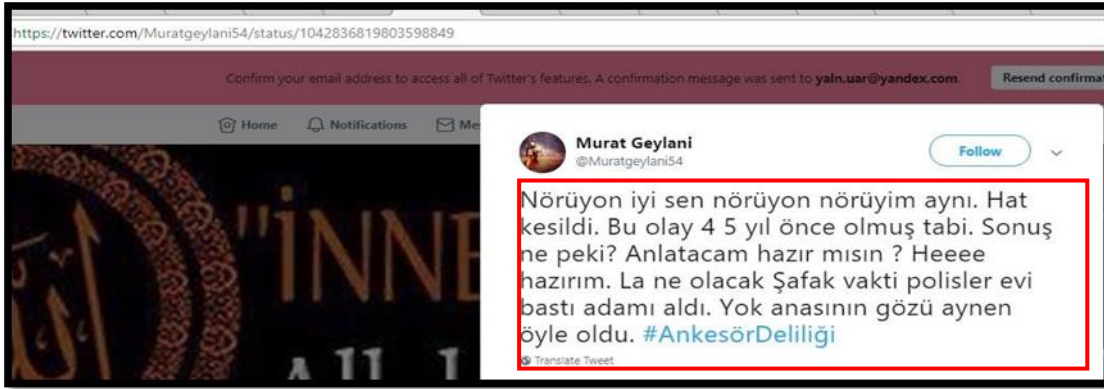 https://twitter.com/Muratgeylani54/status/1042836819803598849
Confirm your email address to access all of Twitter's features. A confirmation message was sent to yaln.uar@yandex.com.
Resend confirma
Home Notifications Me
Murat Geylani
@Muratgeylani54
Follow
Nörüyon iyi sen nörüyon nörüyim aynı. Hat
kesildi. Bu olay 4 5 yıl önce olmuş tabi. Sonuş
ne peki? Anlatacam hazır mısın ? Heeee
hazırım. La ne olacak Şafak vakti polisler evi
bastı adamı aldı. Yok anasının gözü aynen
öyle oldu. #AnkesörDeliliği
Translate Tweet
"İNNE